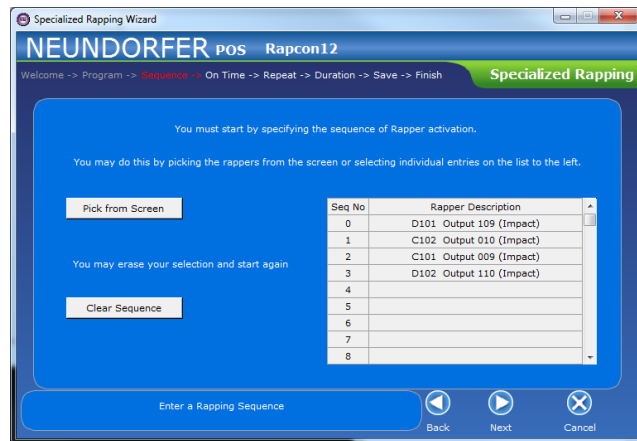 Specialized Rapping Wizard
NEUNDORFER POS Rapcon12
Welcome -> Program -> Sequence -> On Time -> Repeat -> Duration -> Save -> Finish
Specialized Rapping
You must start by specifying the sequence of Rapper activation.
You may do this by picking the rappers from the screen or selecting individual entries on the list to the left.
Pick from Screen
You may erase your selection and start again
Clear Sequence
Seq No Rapper Description
0 D101 Output 109 (Impact)
1 C102 Output 010 (Impact)
2 C101 Output 009 (Impact)
3 D102 Output 110 (Impact)
4
5
6
7
8
Enter a Rapping Sequence
Back Next Cancel